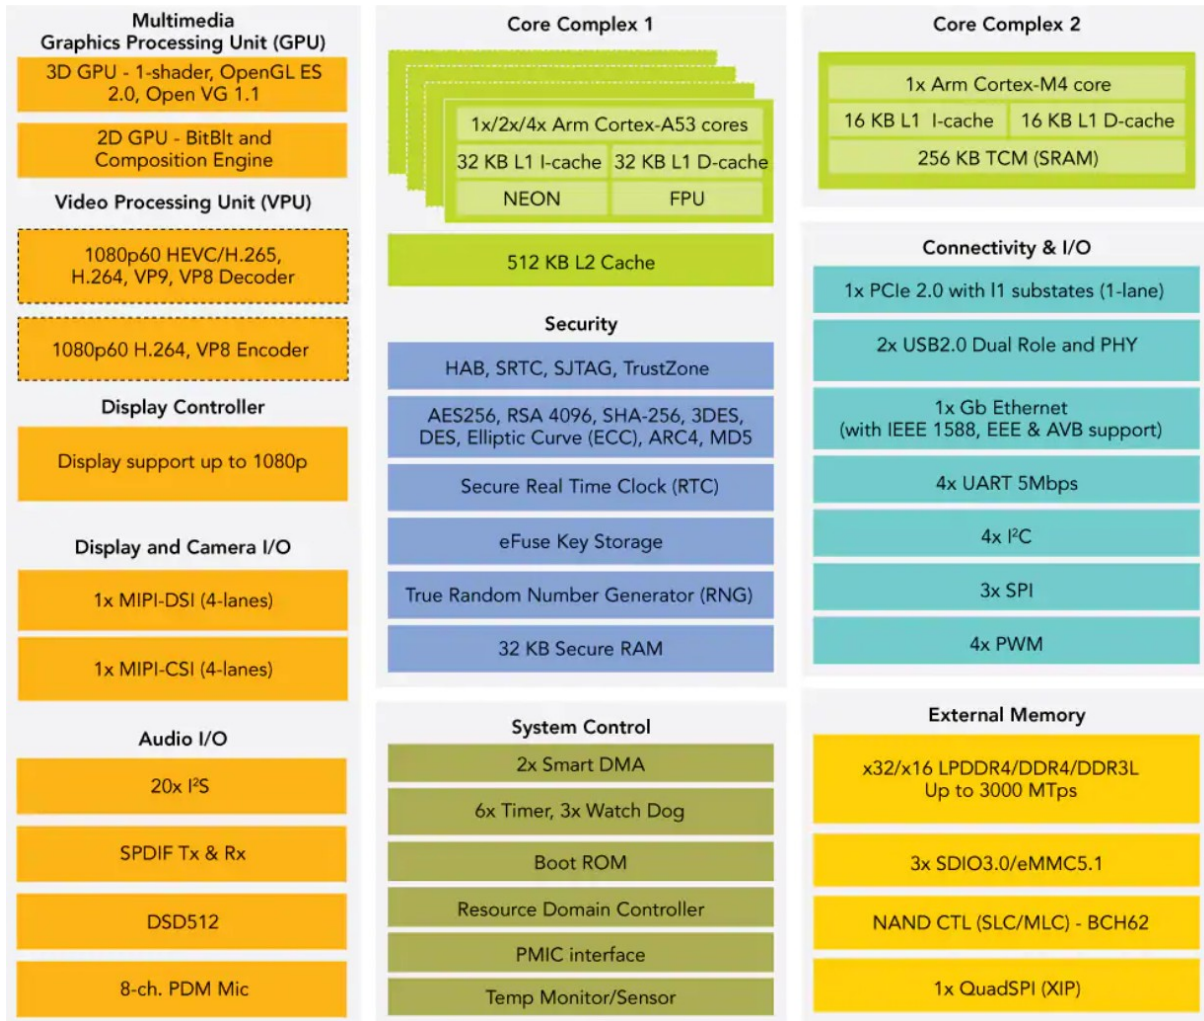 Multimedia
Graphics Processing Unit (GPU)
3D GPU - 1-shader, OpenGL ES
2.0, Open VG 1.1
2D GPU - BitBlt and
Composition Engine
Video Processing Unit (VPU)
1080p60 HEVC/H.265,
H.264, VP9, VP8 Decoder
1080p60 H.264, VP8 Encoder
Display Controller
Display support up to 1080p
Display and Camera I/O
1x MIPI-DSI (4-lanes)
1x MIPI-CSI (4-lanes)
Audio I/O
20x I²S
SPDIF Tx & Rx
DSD512
8-ch. PDM Mic
Core Complex 1
1x/2x/4x Arm Cortex-A53 cores
32 KB L1 I-cache
32 KB L1 D-cache
NEON
FPU
512 KB L2 Cache
Security
HAB, SRTC, SJTAG, TrustZone
AES256, RSA 4096, SHA-256, 3DES,
DES, Elliptic Curve (ECC), ARC4, MD5
Secure Real Time Clock (RTC)
eFuse Key Storage
True Random Number Generator (RNG)
32 KB Secure RAM
System Control
2x Smart DMA
6x Timer, 3x Watch Dog
Boot ROM
Resource Domain Controller
PMIC interface
Temp Monitor/Sensor
Core Complex 2
1x Arm Cortex-M4 core
16 KB L1 I-cache
16 KB L1 D-cache
256 KB TCM (SRAM)
Connectivity & I/O
1x PCIe 2.0 with l1 substates (1-lane)
2x USB2.0 Dual Role and PHY
1x Gb Ethernet
(with IEEE 1588, EEE & AVB support)
4x UART 5Mbps
4x I²C
3x SPI
4x PWM
External Memory
x32/x16 LPDDR4/DDR4/DDR3L
Up to 3000 MTps
3x SDIO3.0/eMMC5.1
NAND CTL (SLC/MLC) - BCH62
1x QuadSPI (XIP)